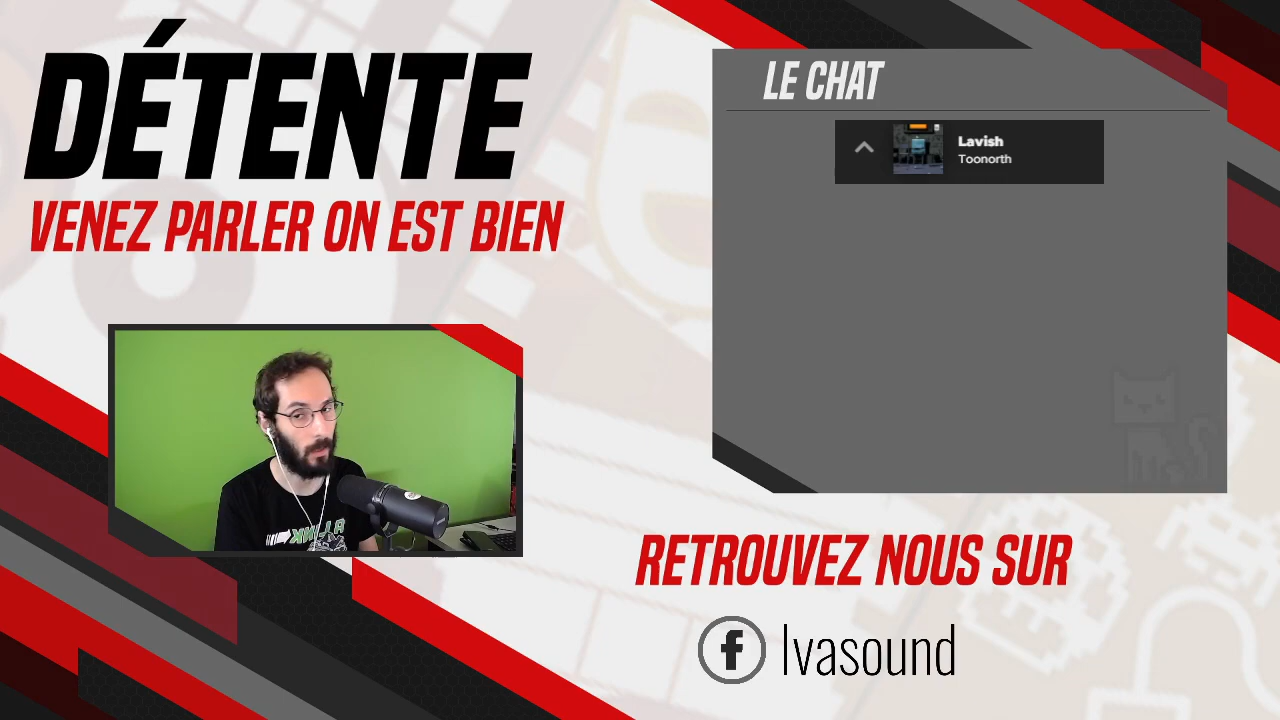 DÉTENTE
VENEZ PARLER ON EST BIEN
LE CHAT
Lavish
Toonorth
RETROUVEZ NOUS SUR
f lvasound